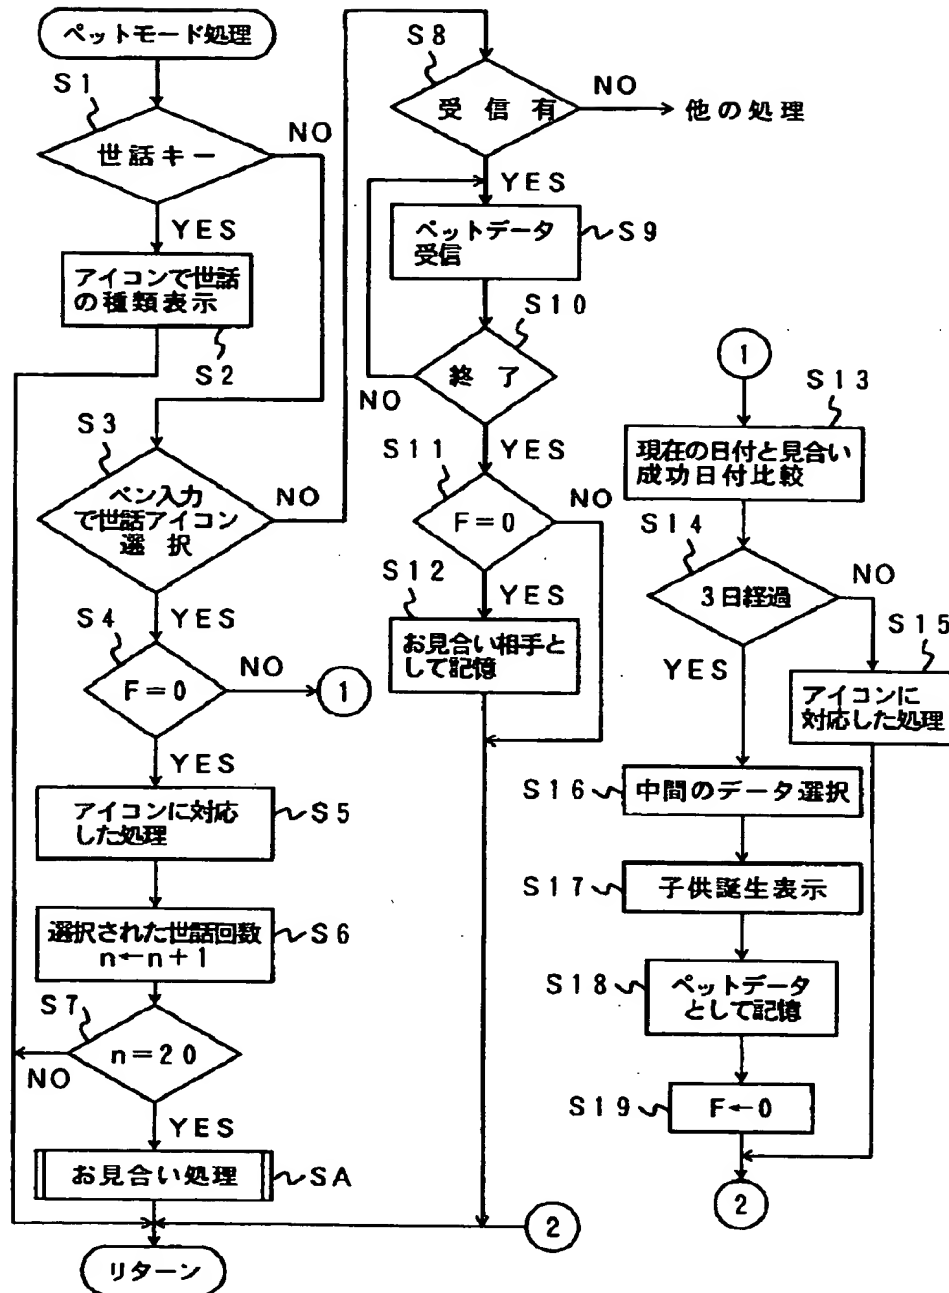 ペットモード処理
S1
世話キー
NO
YES
アイコンで世話
の種類表示
S2
S3
ペン入力
で世話アイコン
選択
NO
YES
S4
F=0
NO
1
YES
アイコンに対応
した処理
S5
選択された世話回数
n←n+1
S6
S7
n=20
NO
YES
お見合い処理
SA
リターン
S8
受信有
NO
他の処理
YES
ペットデータ
受信
S9
S10
終了
NO
YES
S11
F=0
NO
S12
YES
お見合い相手と
して記憶
2
1
S13
現在の日付と見合い
成功日付比較
S14
3日経過
NO
S15
YES
アイコンに
対応した処理
S16
中間のデータ選択
S17
子供誕生表示
S18
ペットデータ
として記憶
S19
F←0
2